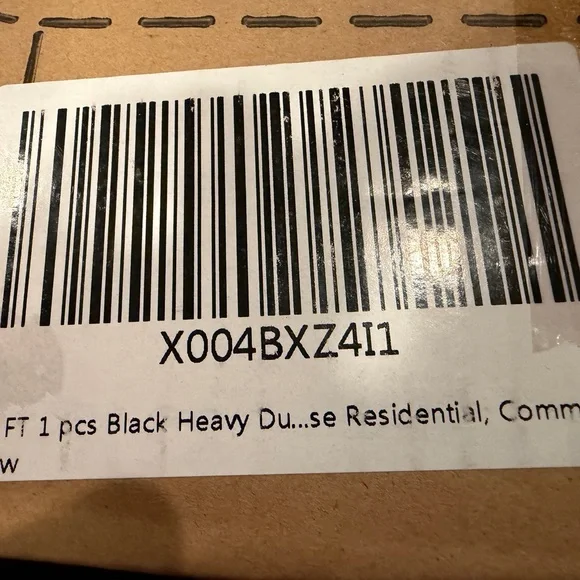 X004BXZ4I1
FT 1 pcs Black Heavy Du...se Residential, Comm
w